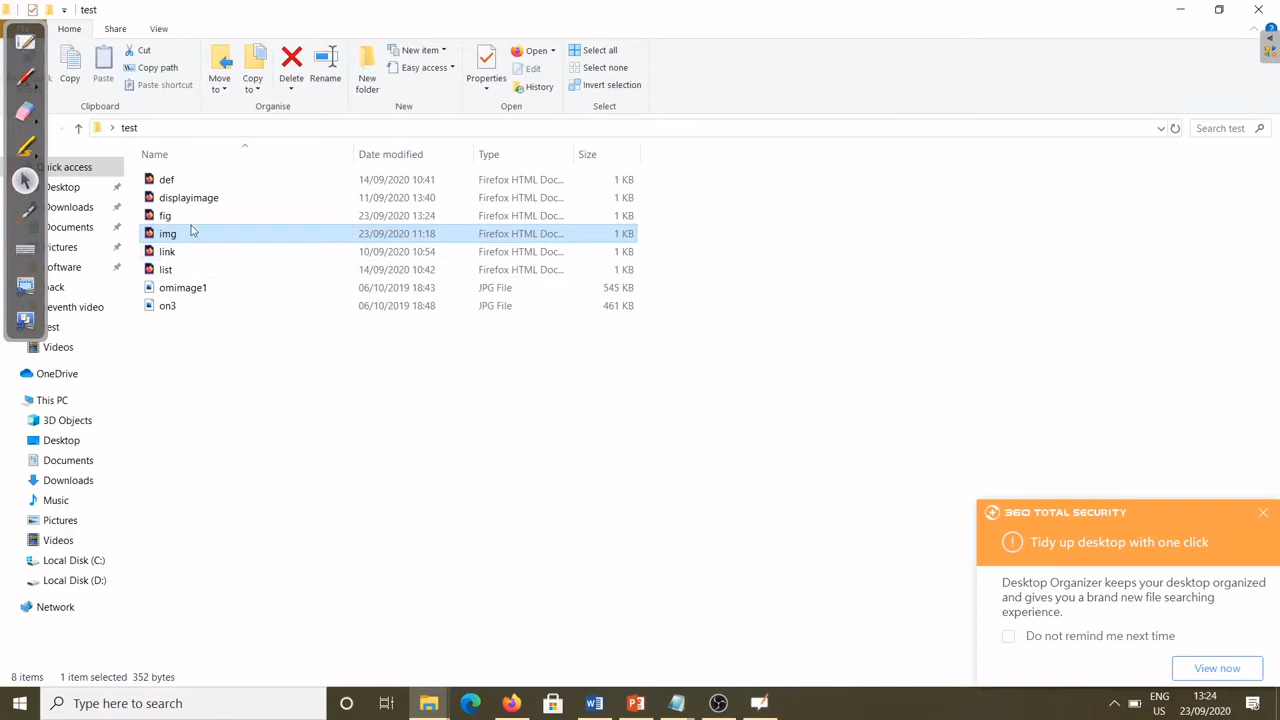 test
Home Share View
Copy
Paste
Cut
Copy path
Paste shortcut
Clipboard
Move to
Copy to
Delete
Rename
Organise
New folder
New item
Easy access
New
Properties
Open
Edit
History
Open
Select all
Select none
Invert selection
Select
test
Search test
Name Date modified Type Size
def 14/09/2020 10:41 Firefox HTML Doc... 1 KB
displayimage 11/09/2020 13:40 Firefox HTML Doc... 1 KB
fig 23/09/2020 13:24 Firefox HTML Doc... 1 KB
img 23/09/2020 11:18 Firefox HTML Doc... 1 KB
link 10/09/2020 10:54 Firefox HTML Doc... 1 KB
list 14/09/2020 10:42 Firefox HTML Doc... 1 KB
omimage1 06/10/2019 18:43 JPG File 545 KB
on3 06/10/2019 18:48 JPG File 461 KB
uick access
Desktop
ownloads
ocuments
ictures
oftware
ack
eventh video
est
Videos
OneDrive
This PC
3D Objects
Desktop
Documents
Downloads
Music
Pictures
Videos
Local Disk (C:)
Local Disk (D:)
Network
8 items 1 item selected 352 bytes
360 TOTAL SECURITY
Tidy up desktop with one click
Desktop Organizer keeps your desktop organized
and gives you a brand new file searching
experience.
Do not remind me next time
View now
Type here to search
ENG
US
13:24
23/09/2020